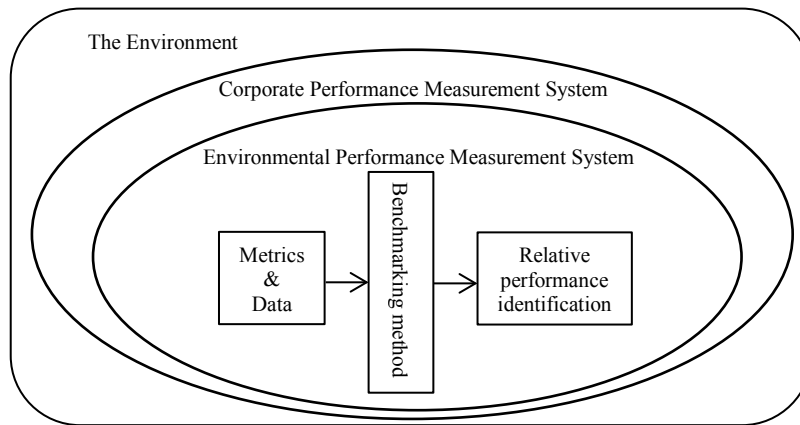 The Environment
Corporate Performance Measurement System
Environmental Performance Measurement System
Metrics
&
Data
Benchmarking method
Relative
performance
identification